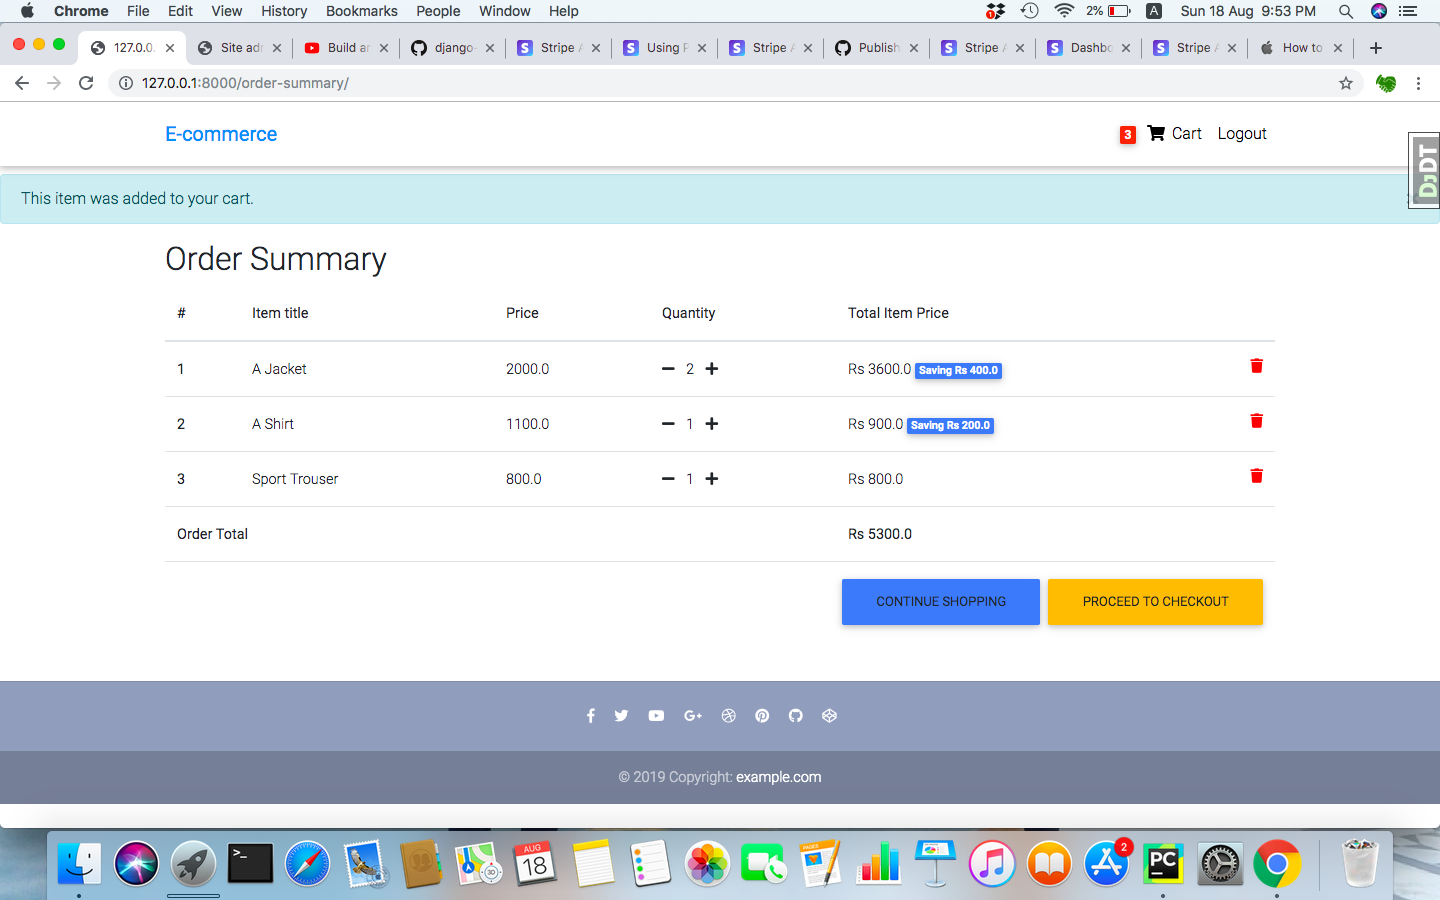 Chrome File Edit View History Bookmarks People Window Help 1 2% A Sun 18 Aug 9:53 PM
127.0.0. Site adr Build ar django- Stripe A Using P Stripe A Publish Stripe A Dashbo Stripe A How to
127.0.0.1:8000/order-summary/
E-commerce 3 Cart Logout
DJDT
This item was added to your cart.
Order Summary
# Item title Price Quantity Total Item Price
1 A Jacket 2000.0 2 Rs 3600.0 Saving Rs 400.0
2 A Shirt 1100.0 1 Rs 900.0 Saving Rs 200.0
3 Sport Trouser 800.0 1 Rs 800.0
Order Total Rs 5300.0
CONTINUE SHOPPING PROCEED TO CHECKOUT
© 2019 Copyright: example.com
AUG 18 3D PAGES 2 PC